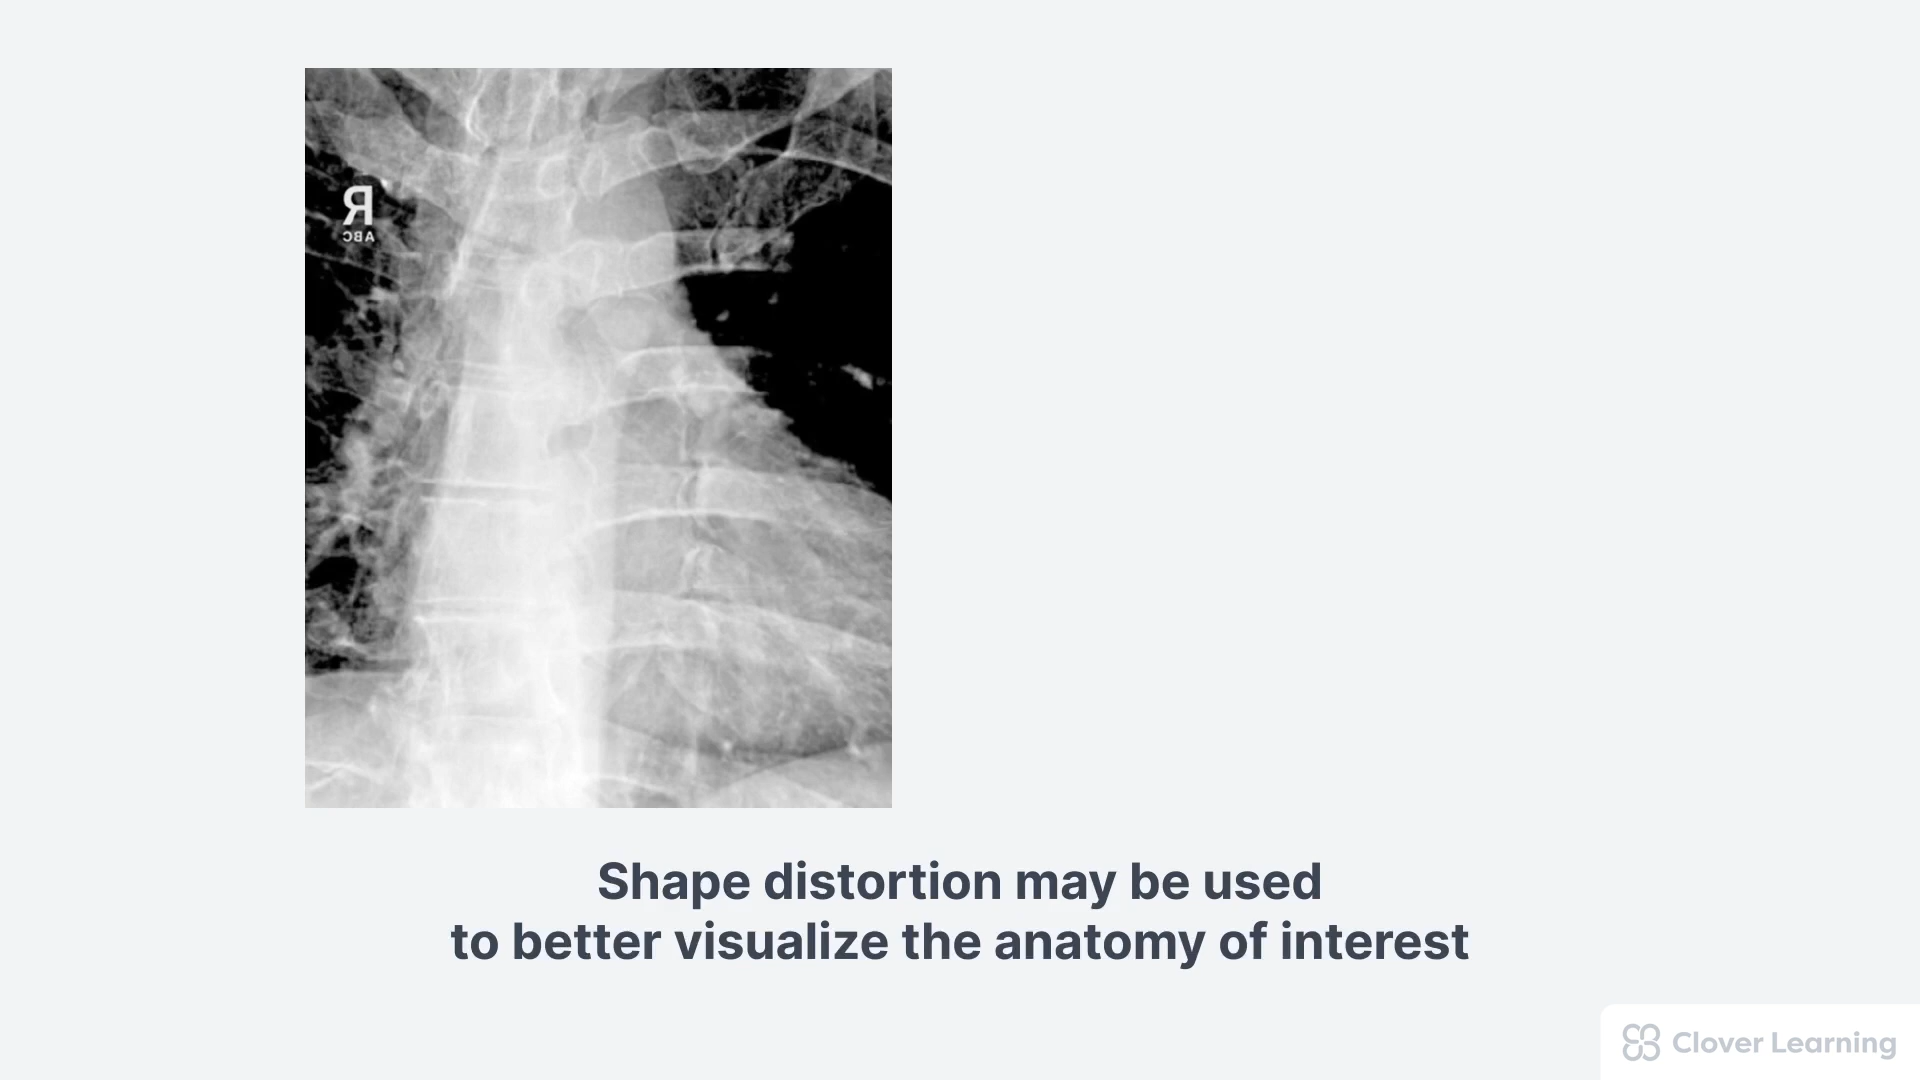 R
ABC
Shape distortion may be used
to better visualize the anatomy of interest
Clover Learning